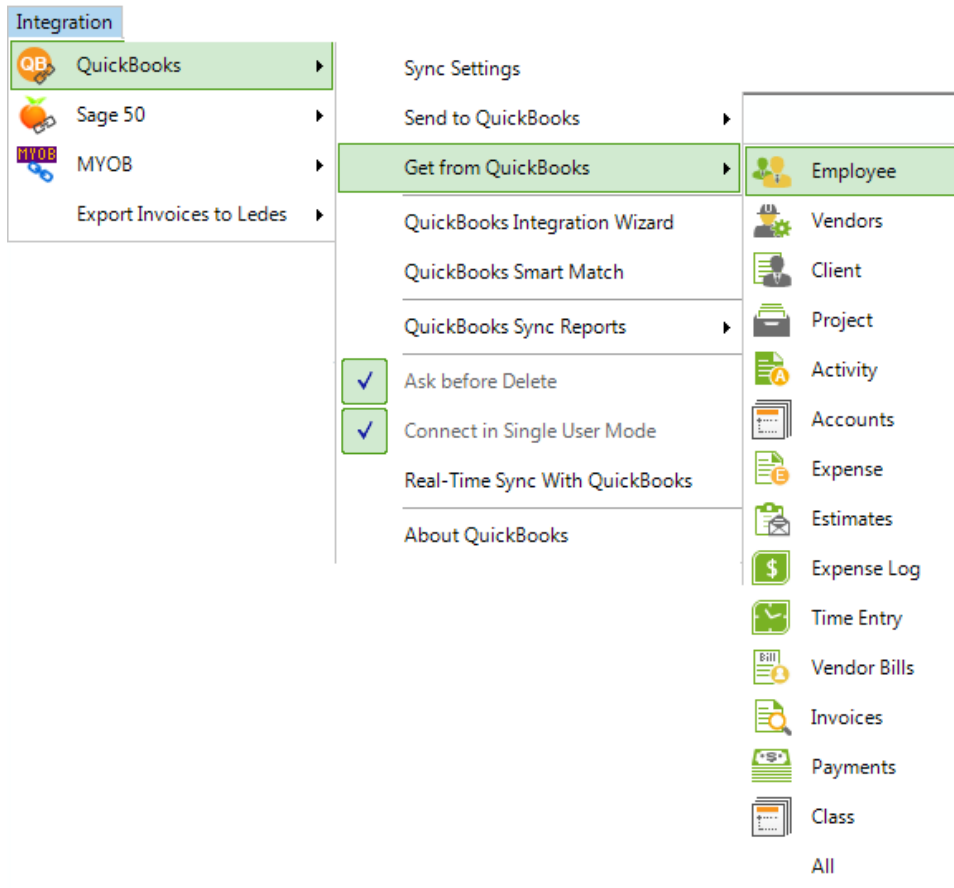 Integration
QuickBooks
Sage 50
MYOB
Export Invoices to Ledes
Sync Settings
Send to QuickBooks
Get from QuickBooks
QuickBooks Integration Wizard
QuickBooks Smart Match
QuickBooks Sync Reports
Ask before Delete
Connect in Single User Mode
Real-Time Sync With QuickBooks
About QuickBooks
Employee
Vendors
Client
Project
Activity
Accounts
Expense
Estimates
Expense Log
Time Entry
Vendor Bills
Invoices
Payments
Class
All
QB
MYOB
A
E
$
Bill
$